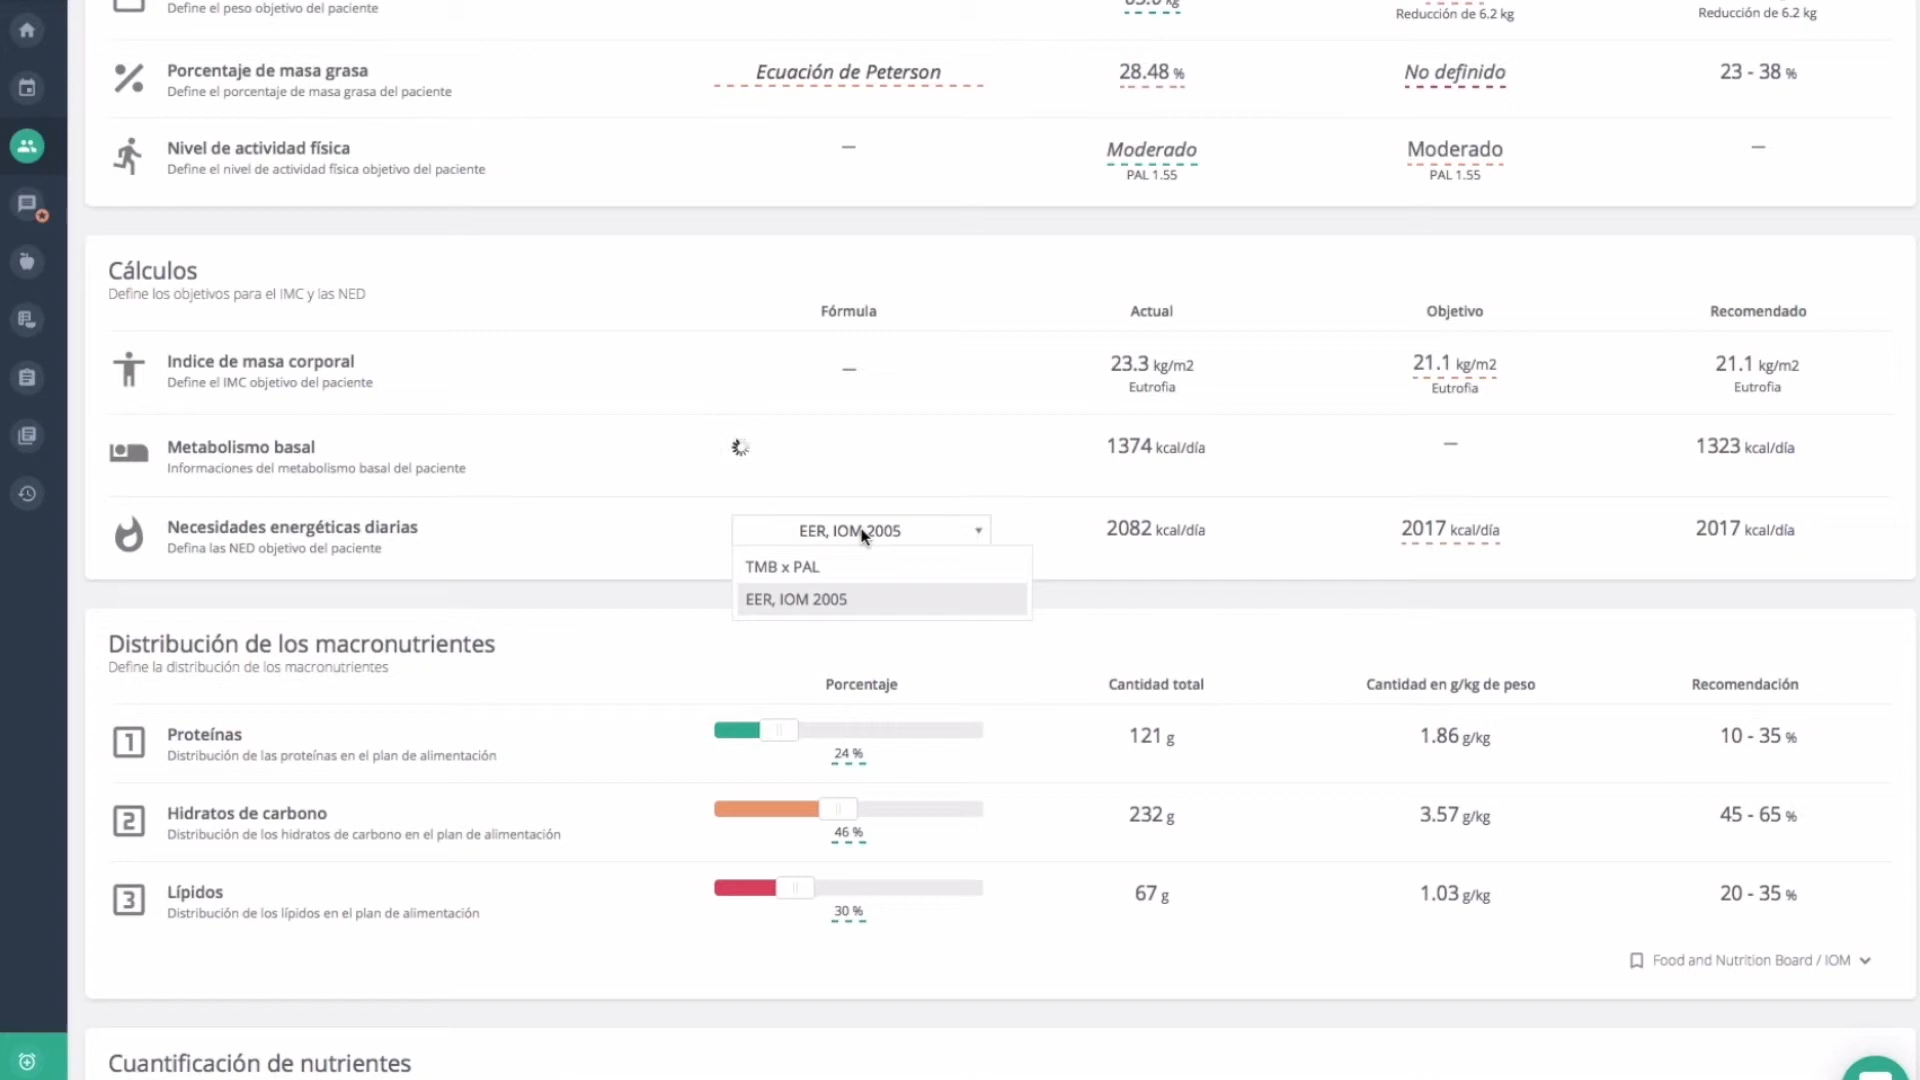 Define el peso objetivo del paciente
kg
Reducción de 6.2 kg
Reducción de 6.2 kg
Porcentaje de masa grasa
Define el porcentaje de masa grasa del paciente
Ecuación de Peterson
28.48 %
No definido
23 - 38 %
Nivel de actividad física
Define el nivel de actividad física objetivo del paciente
—
Moderado
PAL 1.55
Moderado
PAL 1.55
—
Cálculos
Define los objetivos para el IMC y las NED
Fórmula
Actual
Objetivo
Recomendado
Indice de masa corporal
Define el IMC objetivo del paciente
—
23.3 kg/m2
Eutrofia
21.1 kg/m2
Eutrofia
21.1 kg/m2
Eutrofia
Metabolismo basal
Informaciones del metabolismo basal del paciente
1374 kcal/día
—
1323 kcal/día
Necesidades energéticas diarias
Defina las NED objetivo del paciente
EER, IOM 2005
2082 kcal/día
2017 kcal/día
2017 kcal/día
TMB x PAL
EER, IOM 2005
Distribución de los macronutrientes
Define la distribución de los macronutrientes
Porcentaje
Cantidad total
Cantidad en g/kg de peso
Recomendación
1
Proteínas
Distribución de las proteínas en el plan de alimentación
24 %
121 g
1.86 g/kg
10 - 35 %
2
Hidratos de carbono
Distribución de los hidratos de carbono en el plan de alimentación
46 %
232 g
3.57 g/kg
45 - 65 %
3
Lípidos
Distribución de los lípidos en el plan de alimentación
30 %
67 g
1.03 g/kg
20 - 35 %
Food and Nutrition Board / IOM
Cuantificación de nutrientes